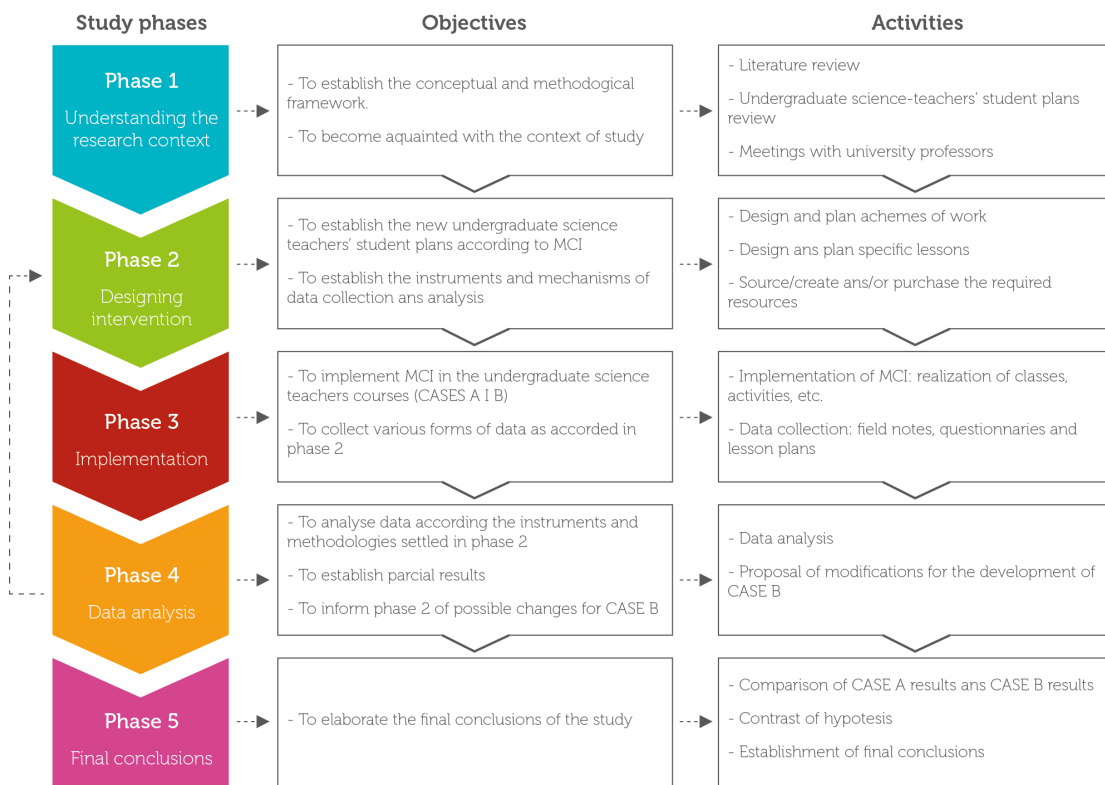 Study phases
Objectives
Activities
Phase 1
Understanding the
research context
- To establish the conceptual and methodogical
framework.
- To become aquainted with the context of study
- Literature review
- Undergraduate science-teachers' student plans
review
- Meetings with university professors
Phase 2
Designing
intervention
- To establish the new undergraduate science
teachers' student plans according to MCI
- To establish the instruments and mechanisms of
data collection ans analysis
- Design and plan achemes of work
- Design ans plan specific lessons
- Source/create ans/or purchase the required
resources
Phase 3
Implementation
- To implement MCI in the undergraduate science
teachers courses (CASES A I B)
- To collect various forms of data as accorded in
phase 2
- Implementation of MCI: realization of classes,
activities, etc.
- Data collection: field notes, questionnaries and
lesson plans
Phase 4
Data analysis
- To analyse data according the instruments and
methodologies settled in phase 2
- To establish parcial results
- To inform phase 2 of possible changes for CASE B
- Data analysis
- Proposal of modifications for the development of
CASE B
Phase 5
Final conclusions
- To elaborate the final conclusions of the study
- Comparison of CASE A results ans CASE B results
- Contrast of hypotesis
- Establishment of final conclusions